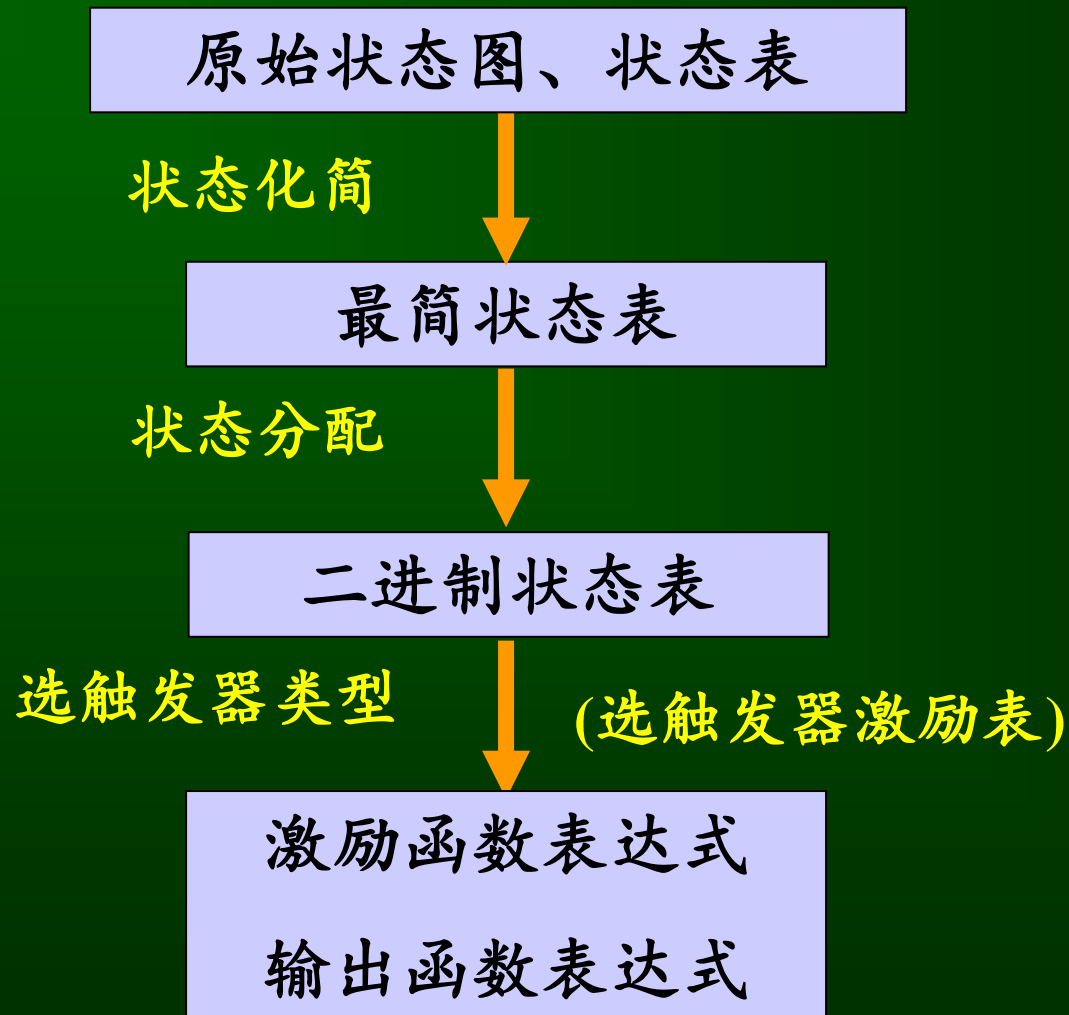 原始状态图、状态表
状态化简
最简状态表
状态分配
二进制状态表
选触发器类型
(选触发器激励表)
激励函数表达式
输出函数表达式